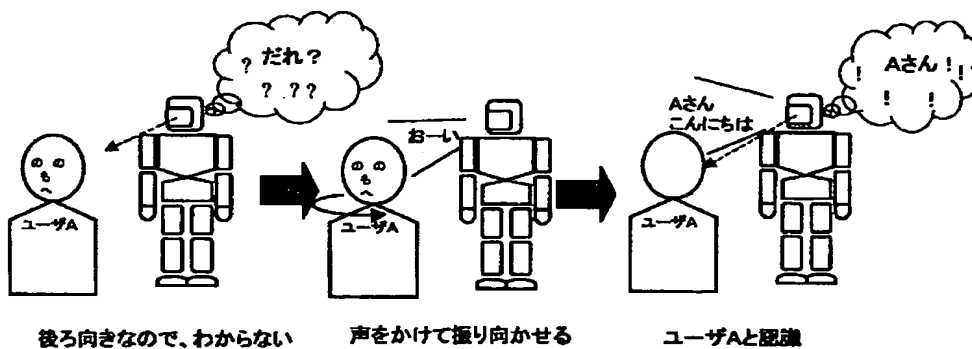 だれ？
? ? ??
ユーザA
後ろ向きなので、わからない
おーい
ユーザA
声をかけて振り向かせる
Aさん！
! ! ! !
Aさん
こんにちは
ユーザA
ユーザAと認識